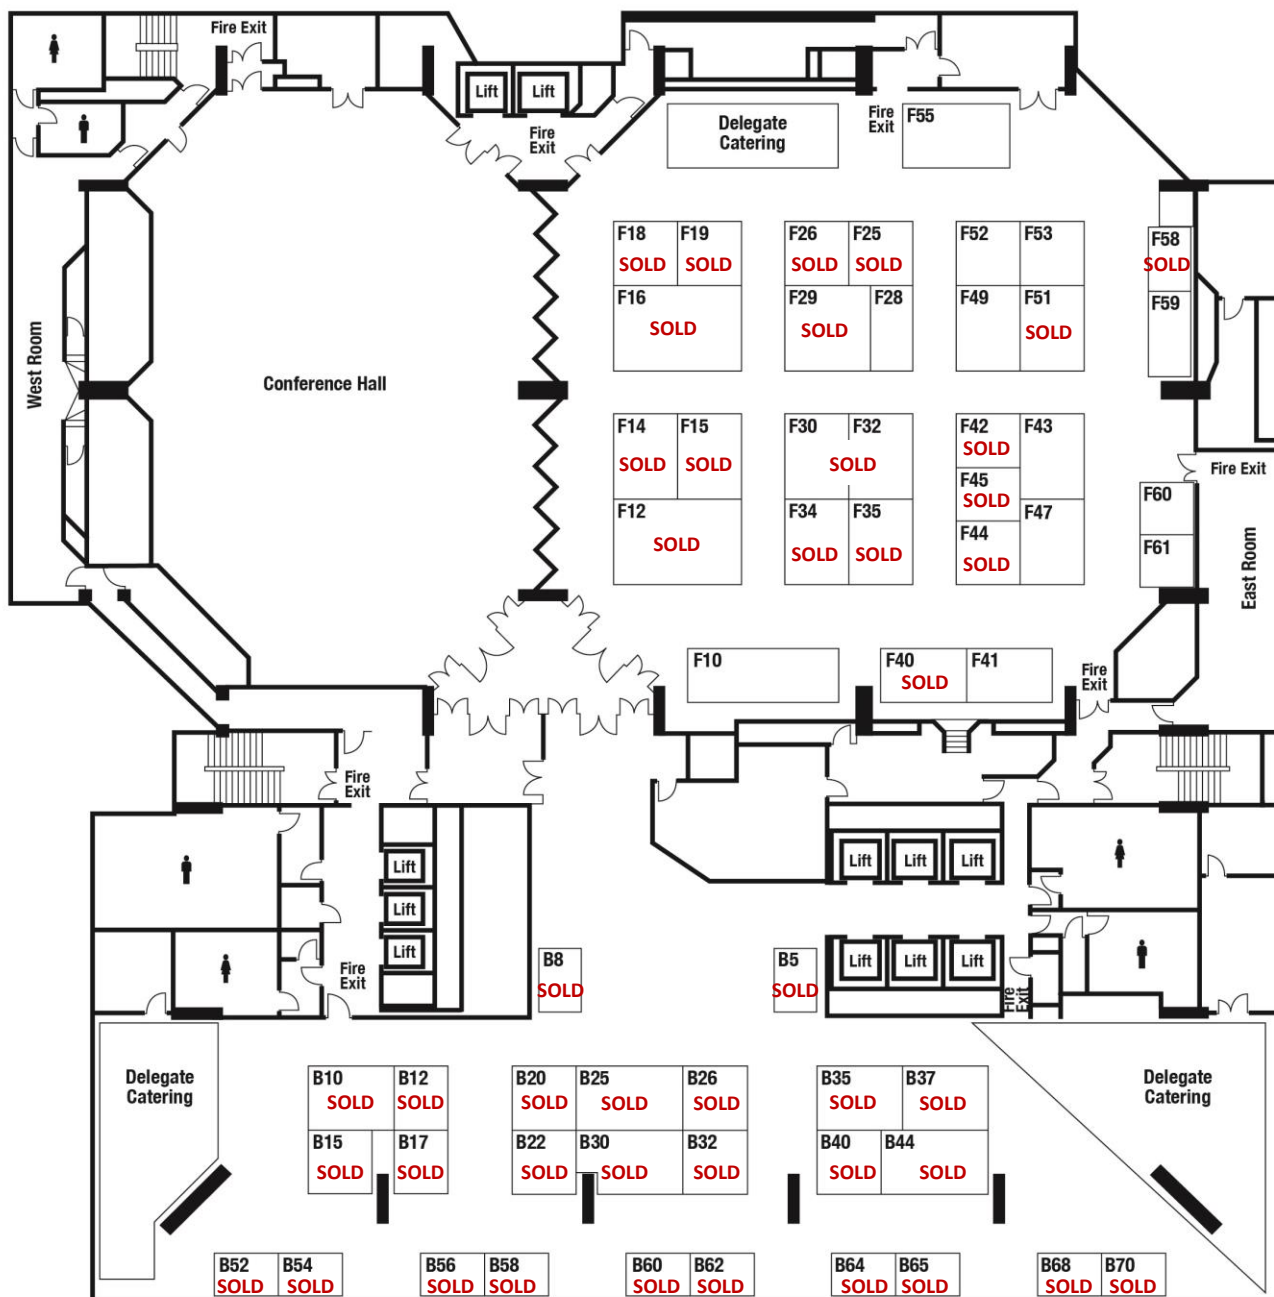 Fire Exit
Lift
Lift
Fire
Exit
Delegate
Catering
Fire
Exit
F55
F18
F19
SOLD
SOLD
F16
SOLD
F26
F25
SOLD
SOLD
F29
F28
SOLD
F52
F53
F49
F51
SOLD
F58
SOLD
F59
West Room
Conference Hall
F14
F15
SOLD
SOLD
F12
SOLD
F30
F32
SOLD
F34
F35
SOLD
SOLD
F42
F43
SOLD
F45
SOLD
F44
F47
SOLD
Fire Exit
F60
F61
East Room
F10
F40
F41
SOLD
Fire
Exit
Fire
Exit
Lift
Lift
Lift
Lift
Lift
Lift
Fire
Exit
B8
SOLD
B5
SOLD
Lift
Lift
Lift
Fire
Exit
Delegate
Catering
B10
B12
SOLD
SOLD
B15
B17
SOLD
SOLD
B20
B25
B26
SOLD
SOLD
SOLD
B22
B30
B32
SOLD
SOLD
SOLD
B35
B37
SOLD
SOLD
B40
B44
SOLD
SOLD
Delegate
Catering
B52
B54
SOLD
SOLD
B56
B58
SOLD
SOLD
B60
B62
SOLD
SOLD
B64
B65
SOLD
SOLD
B68
B70
SOLD
SOLD